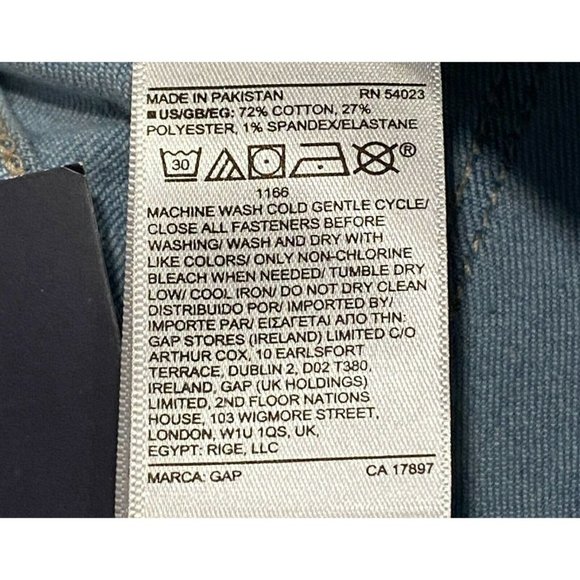 MADE IN PAKISTAN RN 54023
■ US/GB/EG: 72% COTTON, 27%
POLYESTER, 1% SPANDEX/ELASTANE
30
1166
MACHINE WASH COLD GENTLE CYCLE/
CLOSE ALL FASTENERS BEFORE
WASHING/ WASH AND DRY WITH
LIKE COLORS/ ONLY NON-CHLORINE
BLEACH WHEN NEEDED/ TUMBLE DRY
LOW/ COOL IRON/ DO NOT DRY CLEAN
DISTRIBUIDO POR/ IMPORTED BY/
IMPORTE PAR/ ΕΙΣΑΓΕΤΑΙ ΑΠΟ ΤΗΝ:
GAP STORES (IRELAND) LIMITED C/O
ARTHUR COX, 10 EARLSFORT
TERRACE, DUBLIN 2, D02 T380,
IRELAND, GAP (UK HOLDINGS)
LIMITED, 2ND FLOOR NATIONS
HOUSE, 103 WIGMORE STREET,
LONDON, W1U 1QS, UK,
EGYPT: RIGE, LLC
MARCA: GAP CA 17897